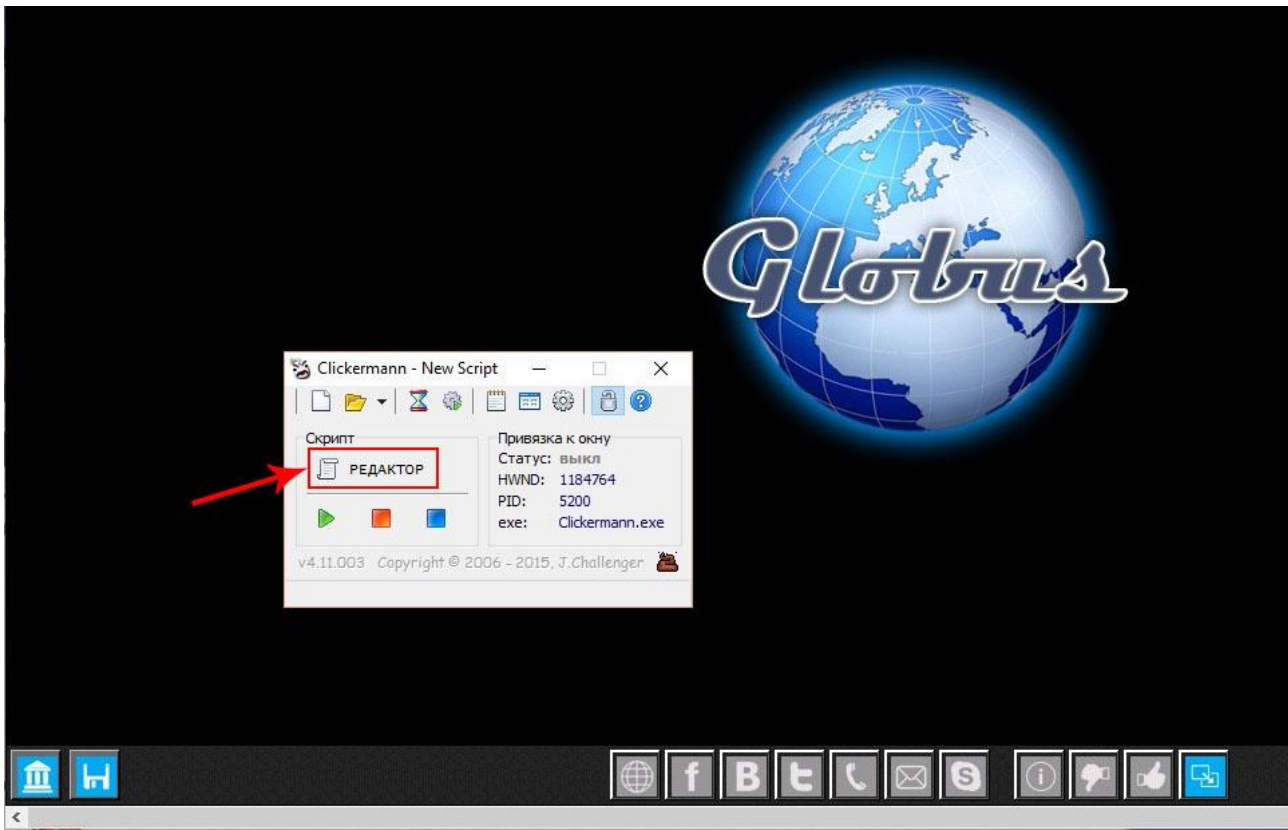 Globus
Clickermann - New Script
Скрипт
РЕДАКТОР
Привязка к окну
Статус: выкл
HWND: 1184764
PID: 5200
exe: Clickermann.exe
v4.11.003 Copyright © 2006 - 2015, J.Challenger